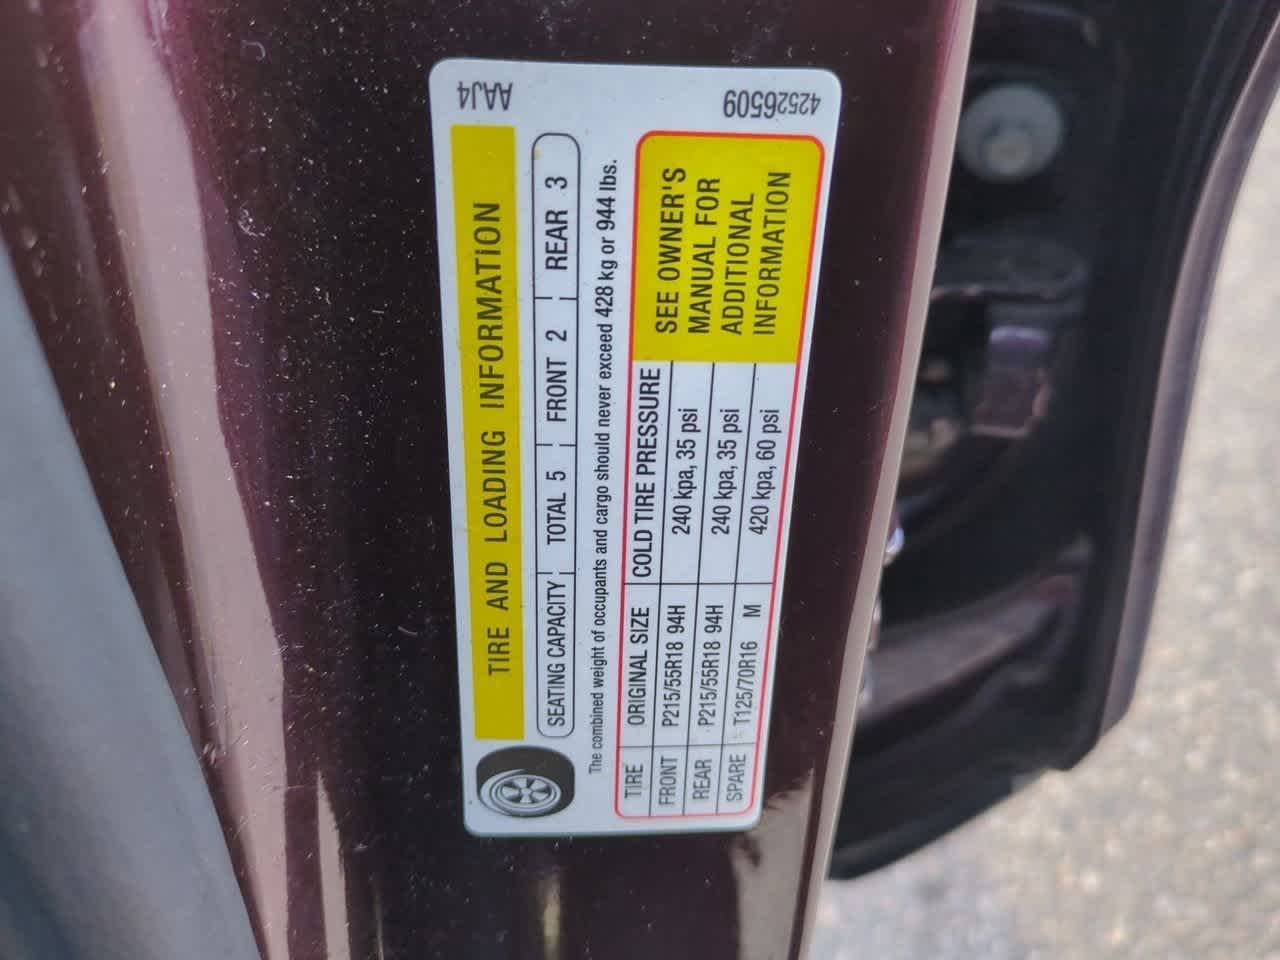 TIRE AND LOADING INFORMATION
SEATING CAPACITY | TOTAL 5 | FRONT 2 | REAR 3
The combined weight of occupants and cargo should never exceed 428 kg or 944 lbs.
TIRE ORIGINAL SIZE COLD TIRE PRESSURE
FRONT P215/55R18 94H 240 kpa, 35 psi
REAR P215/55R18 94H 240 kpa, 35 psi
SPARE T125/70R16 M 420 kpa, 60 psi
SEE OWNER'S
MANUAL FOR
ADDITIONAL
INFORMATION
AAJ4
42526509